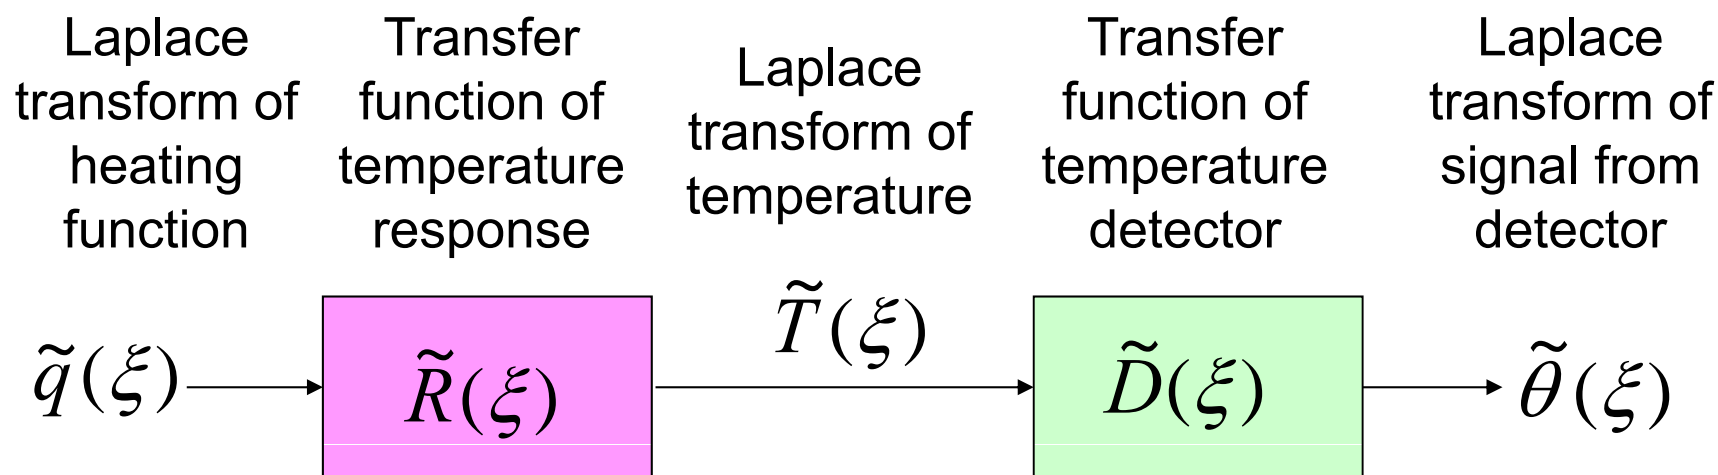 Laplace
transform of
heating
function
Transfer
function of
temperature
response
Laplace
transform of
temperature
Transfer
function of
temperature
detector
Laplace
transform of
signal from
detector
q̃(ξ)
R̃(ξ)
T̃(ξ)
D̃(ξ)
θ̃(ξ)